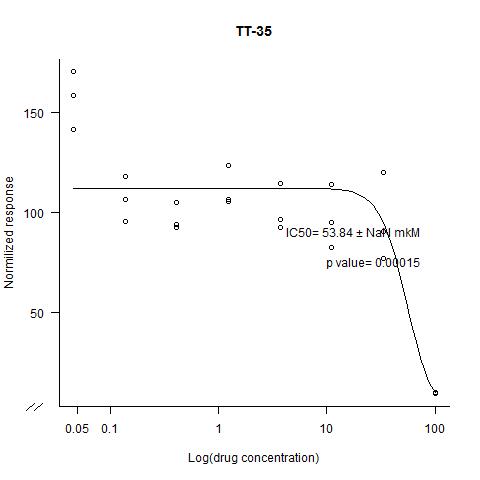 TT-35
Normilized response
150
100
50
IC50= 53.84 ± NaN mkM
p value= 0.00015
0.05 0.1 1 10 100
Log(drug concentration)